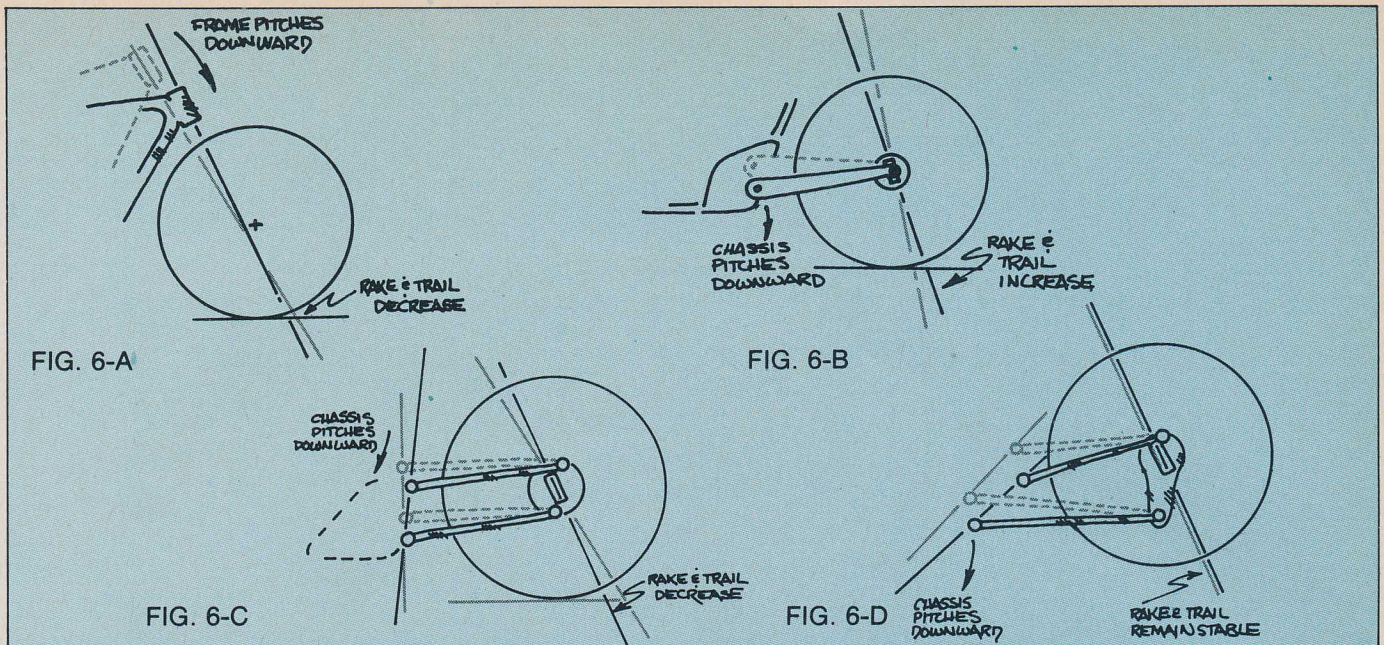 FRAME PITCHES
DOWNWARD
RAKE & TRAIL
DECREASE
FIG. 6-A
CHASSIS
PITCHES
DOWNWARD
RAKE &
TRAIL
INCREASE
FIG. 6-B
CHASSIS
PITCHES
DOWNWARD
RAKE & TRAIL
DECREASE
FIG. 6-C
CHASSIS
PITCHES
DOWNWARD
RAKE & TRAIL
REMAIN STABLE
FIG. 6-D